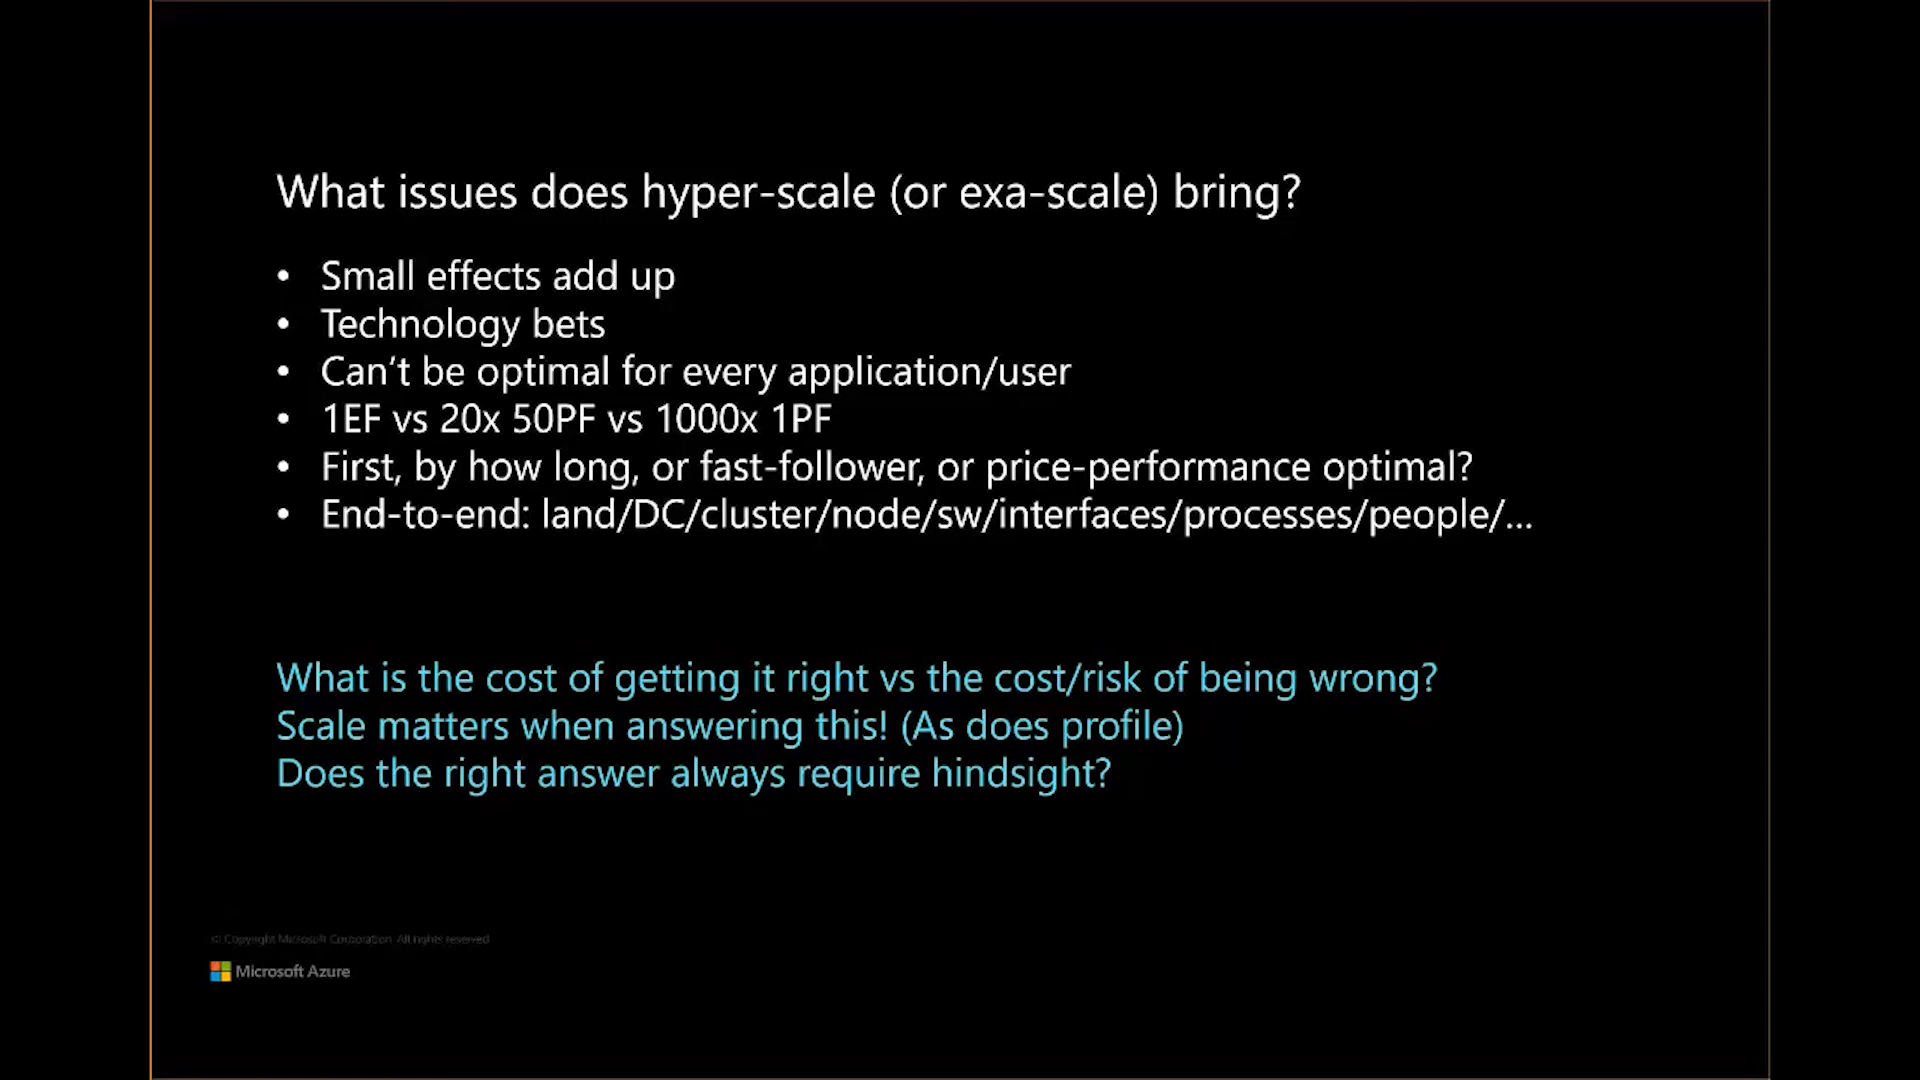 What issues does hyper-scale (or exa-scale) bring?
• Small effects add up
• Technology bets
• Can't be optimal for every application/user
• 1EF vs 20x 50PF vs 1000x 1PF
• First, by how long, or fast-follower, or price-performance optimal?
• End-to-end: land/DC/cluster/node/sw/interfaces/processes/people/...
What is the cost of getting it right vs the cost/risk of being wrong?
Scale matters when answering this! (As does profile)
Does the right answer always require hindsight?
© Copyright Microsoft Corporation. All rights reserved
Microsoft Azure